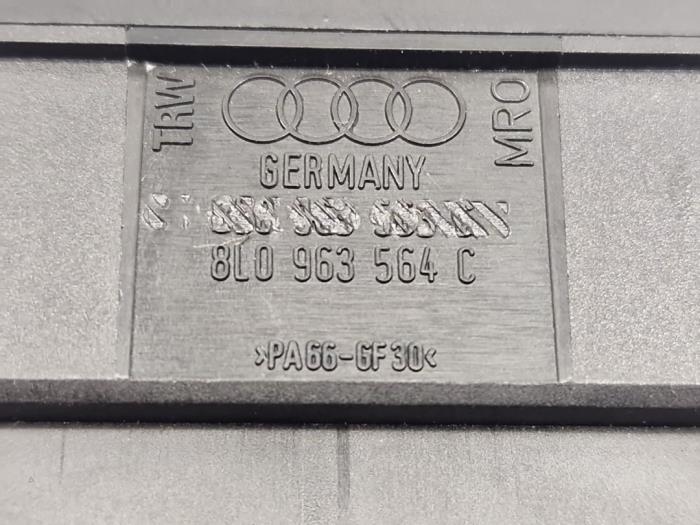 TRW
MRO
GERMANY
8L0 963 564 C
>PA66-GF30<